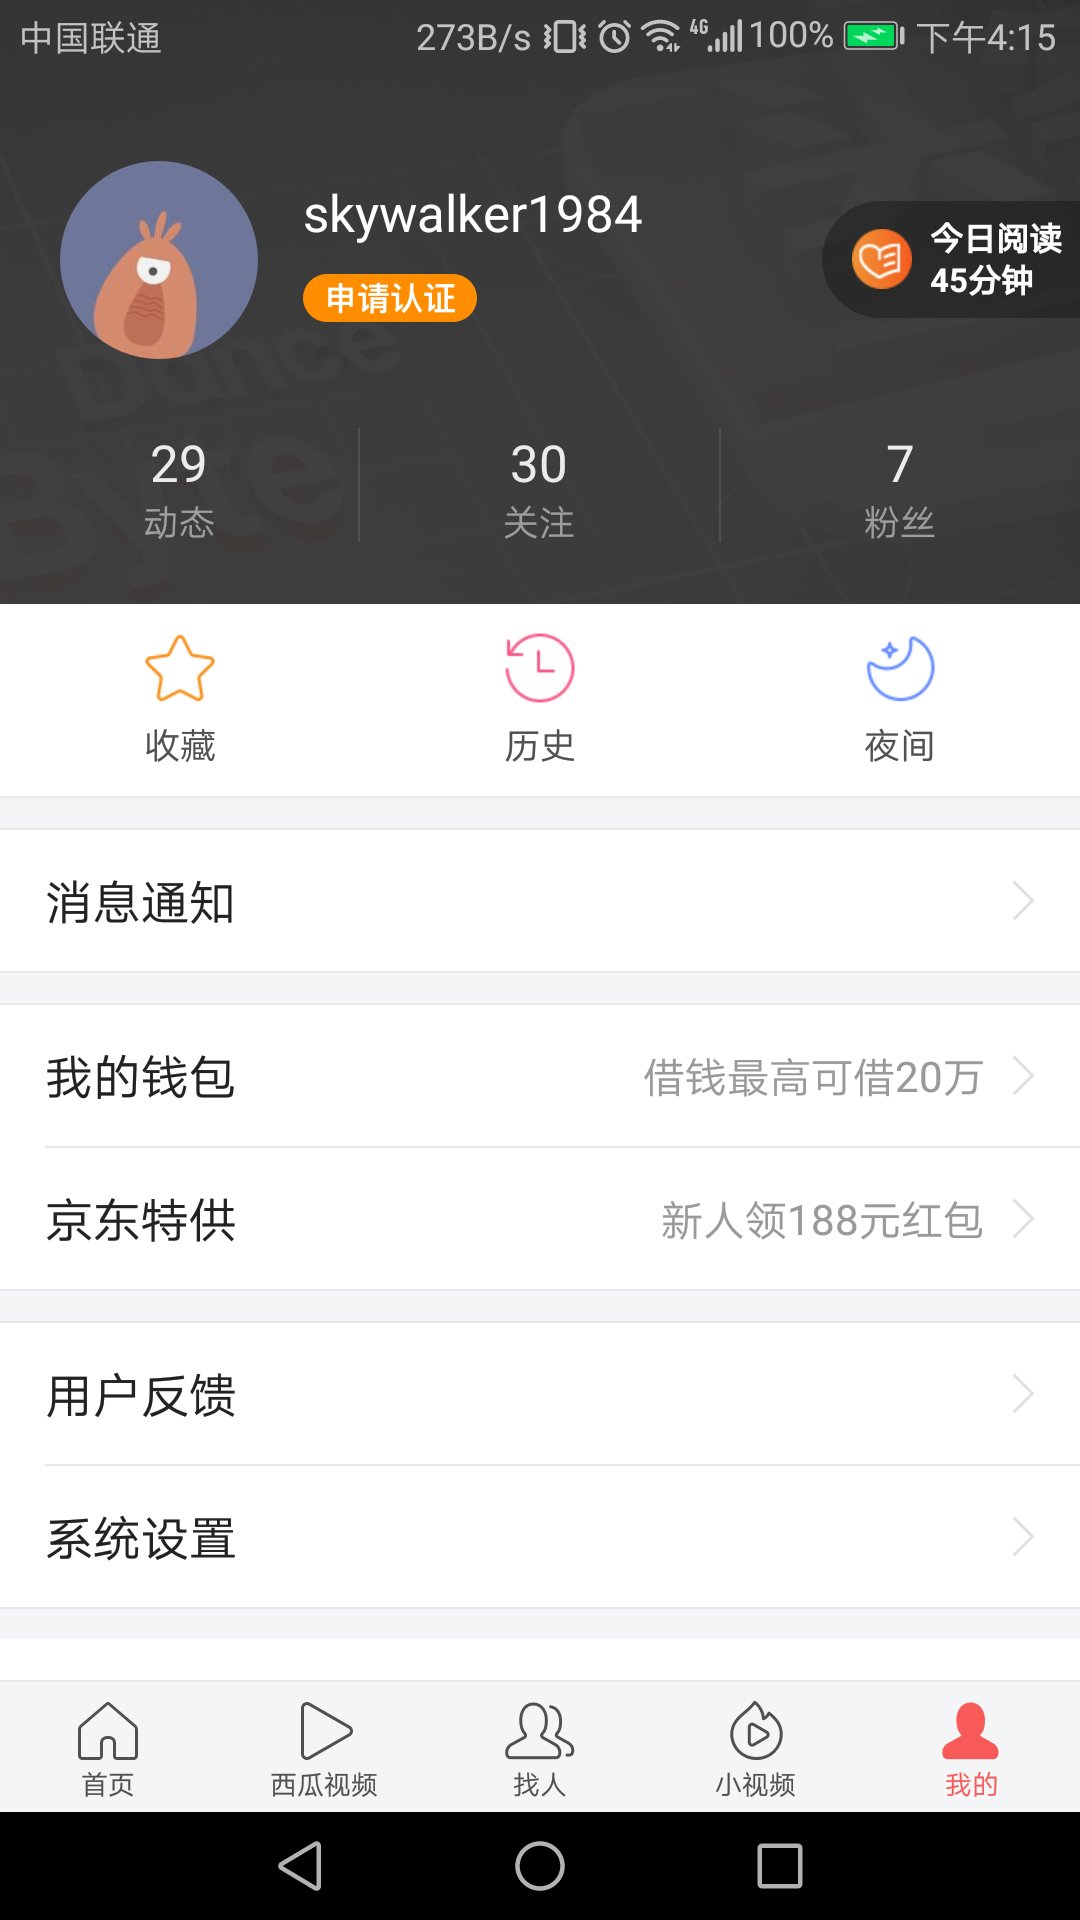 中国联通 273B/s 4G 100% 下午4:15
skywalker1984
申请认证
今日阅读
45分钟
Dance
Byte
29 30 7
动态 关注 粉丝
收藏 历史 夜间
消息通知
我的钱包 借钱最高可借20万
京东特供 新人领188元红包
用户反馈
系统设置
首页 西瓜视频 找人 小视频 我的